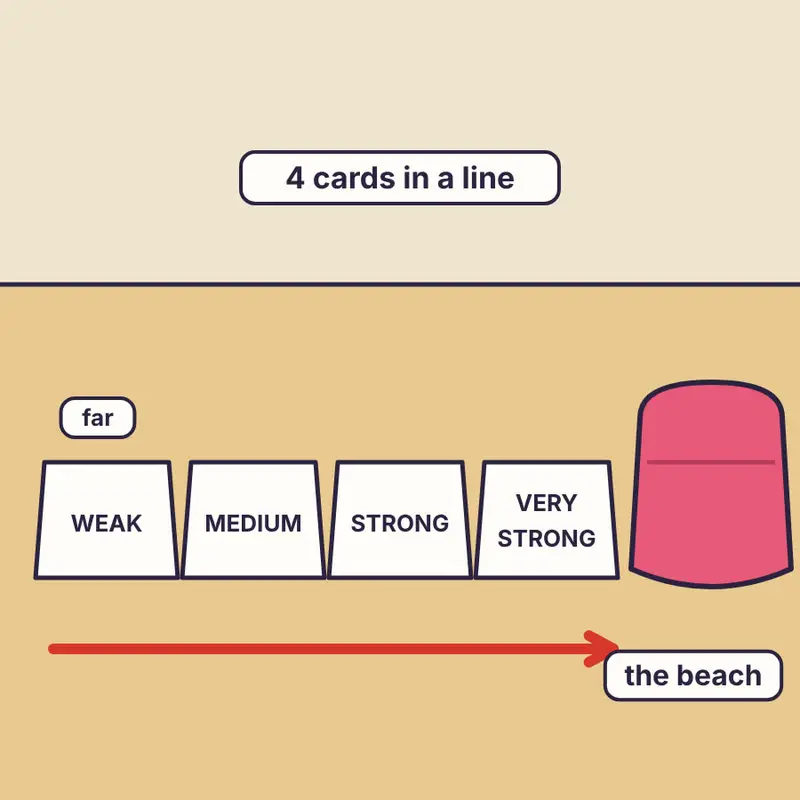 4 cards in a line
far
WEAK
MEDIUM
STRONG
VERY
STRONG
the beach